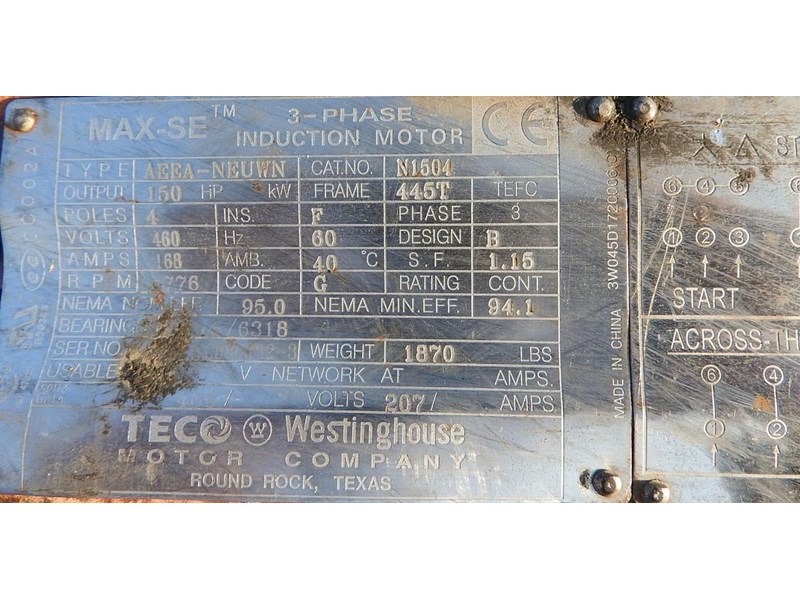 MAX-SE™ 3-PHASE INDUCTION MOTOR CE
TYPE AEEA-NEUWN CAT.NO. N1504
OUTPUT 150 HP kW FRAME 445T TEFC
POLES 4 INS. F PHASE 3
VOLTS 460 Hz 60 DESIGN B
AMPS 168 AMB. 40 °C S.F. 1.15
RPM CODE G RATING CONT.
NEMA 95.0 NEMA MIN.EFF. 94.1
BEARING /6318
SER NO. WEIGHT 1870 LBS
USABLE V NETWORK AT AMPS.
/ VOLTS 207/ AMPS.
TECO W Westinghouse
MOTOR COMPANY
ROUND ROCK, TEXAS
CC002A
MADE IN CHINA
⑥ ④ ⑤
① ② ③
START
ACROSS-TH
⑥ ④
① ②